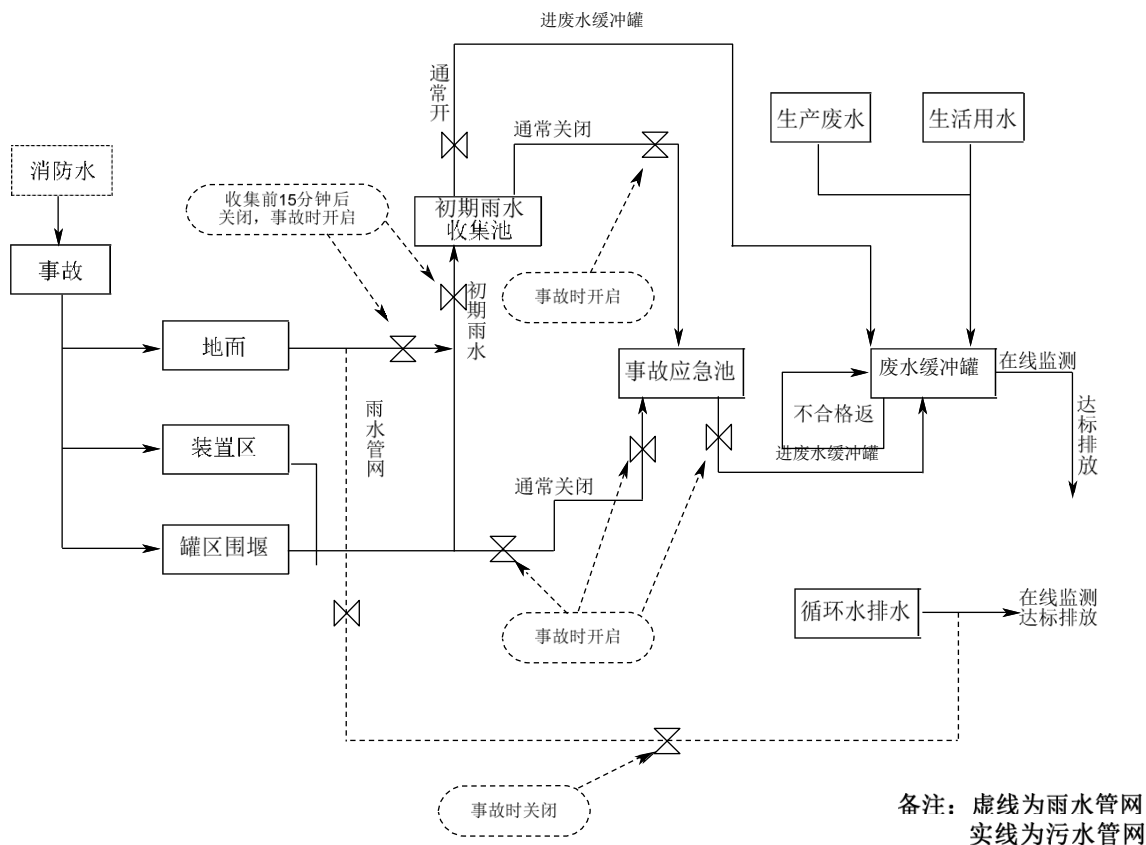 进废水缓冲罐
通常开
生产废水
生活用水
通常关闭
消防水
收集前15分钟后
关闭，事故时开启
初期雨水
收集池
事故
事故时开启
初期雨水
地面
事故应急池
废水缓冲罐
在线监测
不合格返
达标排放
雨水管网
装置区
进废水缓冲罐
通常关闭
罐区围堰
循环水排水
在线监测
达标排放
事故时开启
事故时关闭
备注：虚线为雨水管网
实线为污水管网